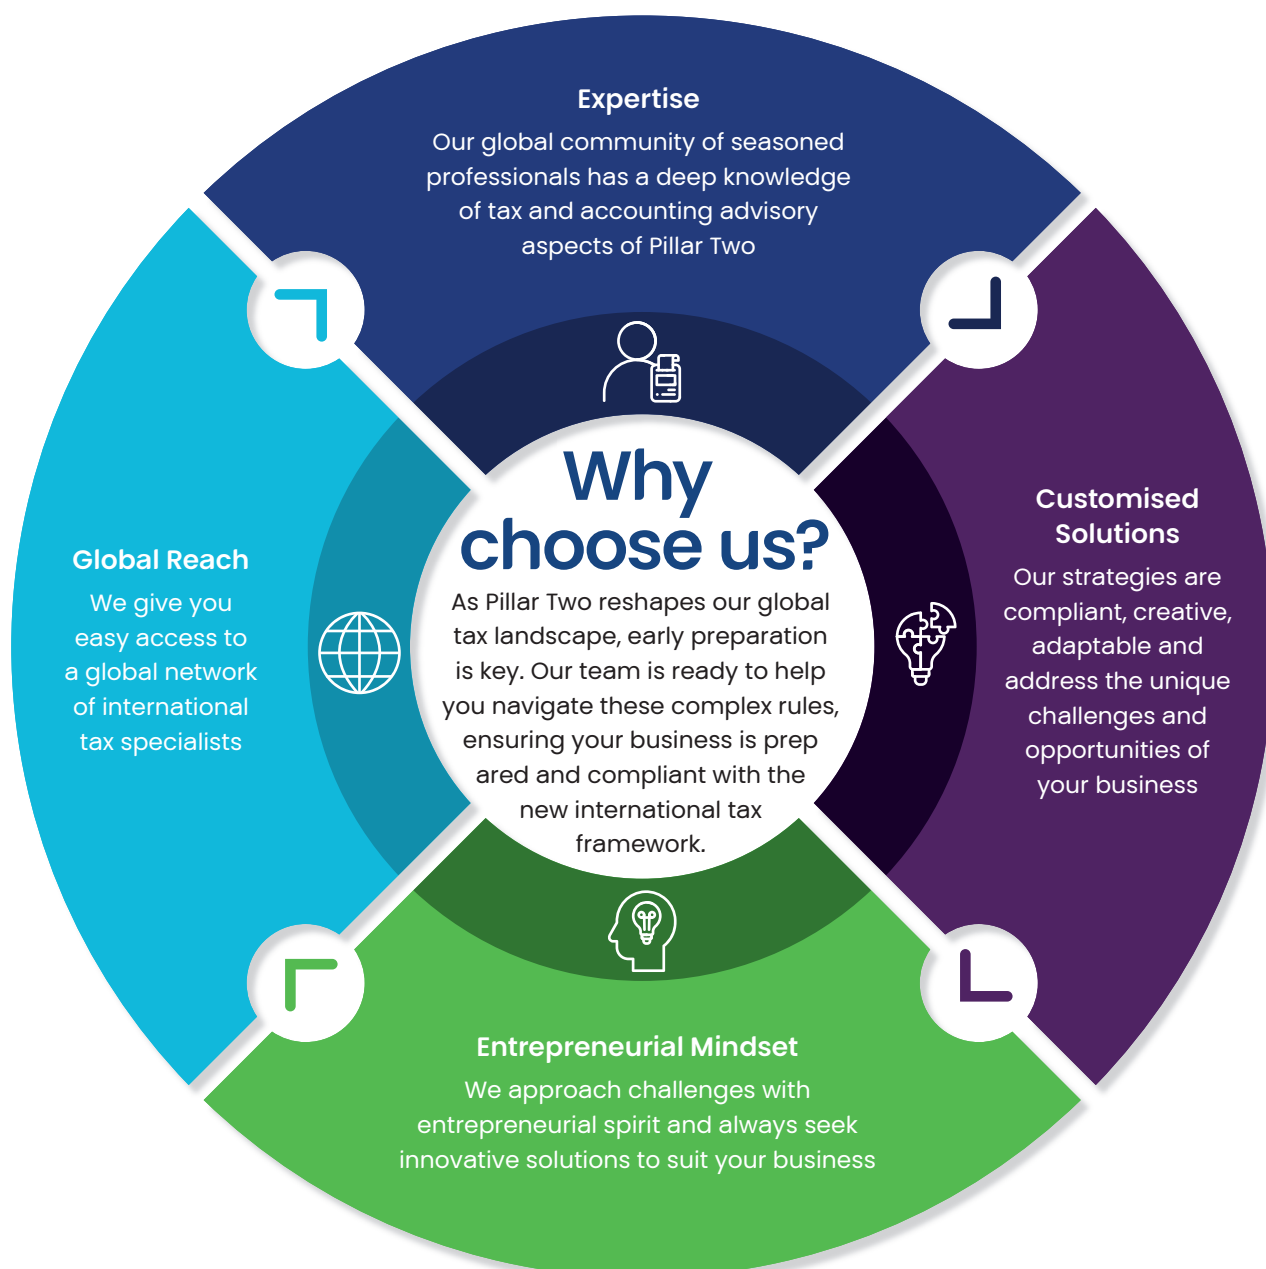 Expertise
Our global community of seasoned
professionals has a deep knowledge
of tax and accounting advisory
aspects of Pillar Two
Why
choose us?
As Pillar Two reshapes our global
tax landscape, early preparation
is key. Our team is ready to help
you navigate these complex rules,
ensuring your business is prep
ared and compliant with the
new international tax
framework.
Customised
Solutions
Our strategies are
compliant, creative,
adaptable and
address the unique
challenges and
opportunities of
your business
Global Reach
We give you
easy access to
a global network
of international
tax specialists
Entrepreneurial Mindset
We approach challenges with
entrepreneurial spirit and always seek
innovative solutions to suit your business